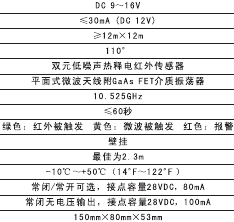 DC 9～16V
≤30mA (DC 12V)
≥12m×12m
110°
双元低噪声热释电红外传感器
平面式微波天线附GaAs FET介质振荡器
10.525GHz
≤60秒
绿色：红外被触发 黄色：微波被触发 红色：报警
壁挂
最佳为2.3m
-10℃～+50℃ (14°F～122°F )
常闭/常开可选，接点容量28VDC，80mA
常闭无电压输出，接点容量28VDC，100mA
150mm×80mm×53mm